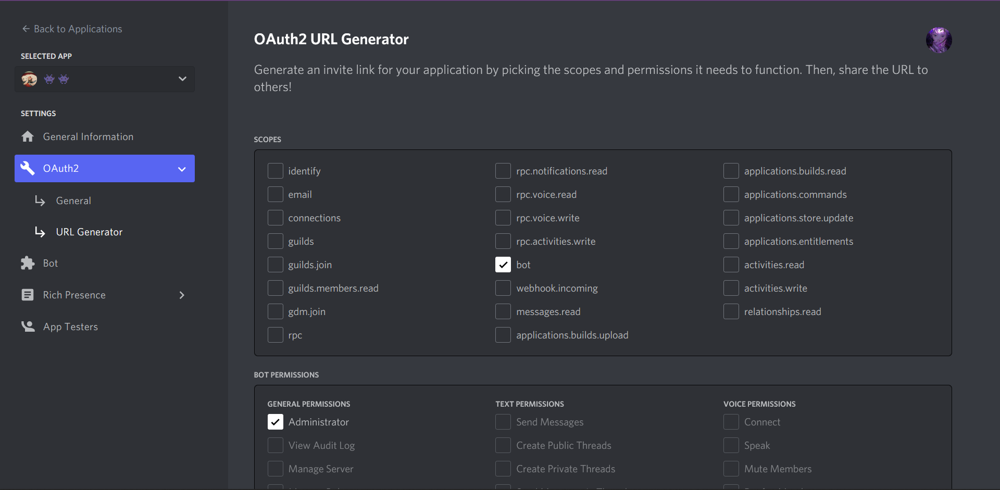 Back to Applications
SELECTED APP
SETTINGS
General Information
OAuth2
General
URL Generator
Bot
Rich Presence
App Testers
OAuth2 URL Generator
Generate an invite link for your application by picking the scopes and permissions it needs to function. Then, share the URL to
others!
SCOPES
identify
email
connections
guilds
guilds.join
guilds.members.read
gdm.join
rpc
rpc.notifications.read
rpc.voice.read
rpc.voice.write
rpc.activities.write
bot
webhook.incoming
messages.read
applications.builds.upload
applications.builds.read
applications.commands
applications.store.update
applications.entitlements
activities.read
activities.write
relationships.read
BOT PERMISSIONS
GENERAL PERMISSIONS
Administrator
View Audit Log
Manage Server
TEXT PERMISSIONS
Send Messages
Create Public Threads
Create Private Threads
VOICE PERMISSIONS
Connect
Speak
Mute Members